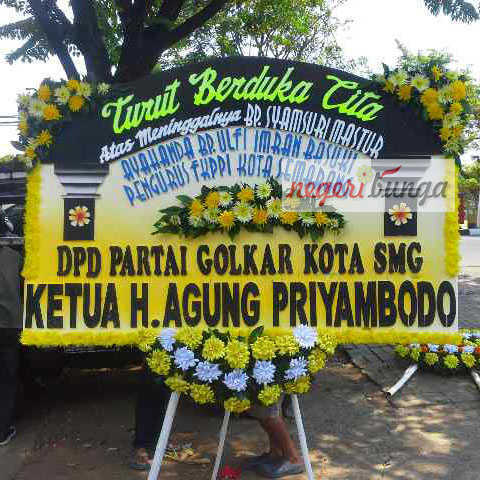 Turut Berduka Cita
Atas Meninggalnya BP. SYAMSURI MASTUR
AYAHANDA BP. ULFI IMRAN BASUKI
PENGURUS FKPPI KOTA SEMARANG
negeri bunga
DPD PARTAI GOLKAR KOTA SMG
KETUA H. AGUNG PRIYAMBODO